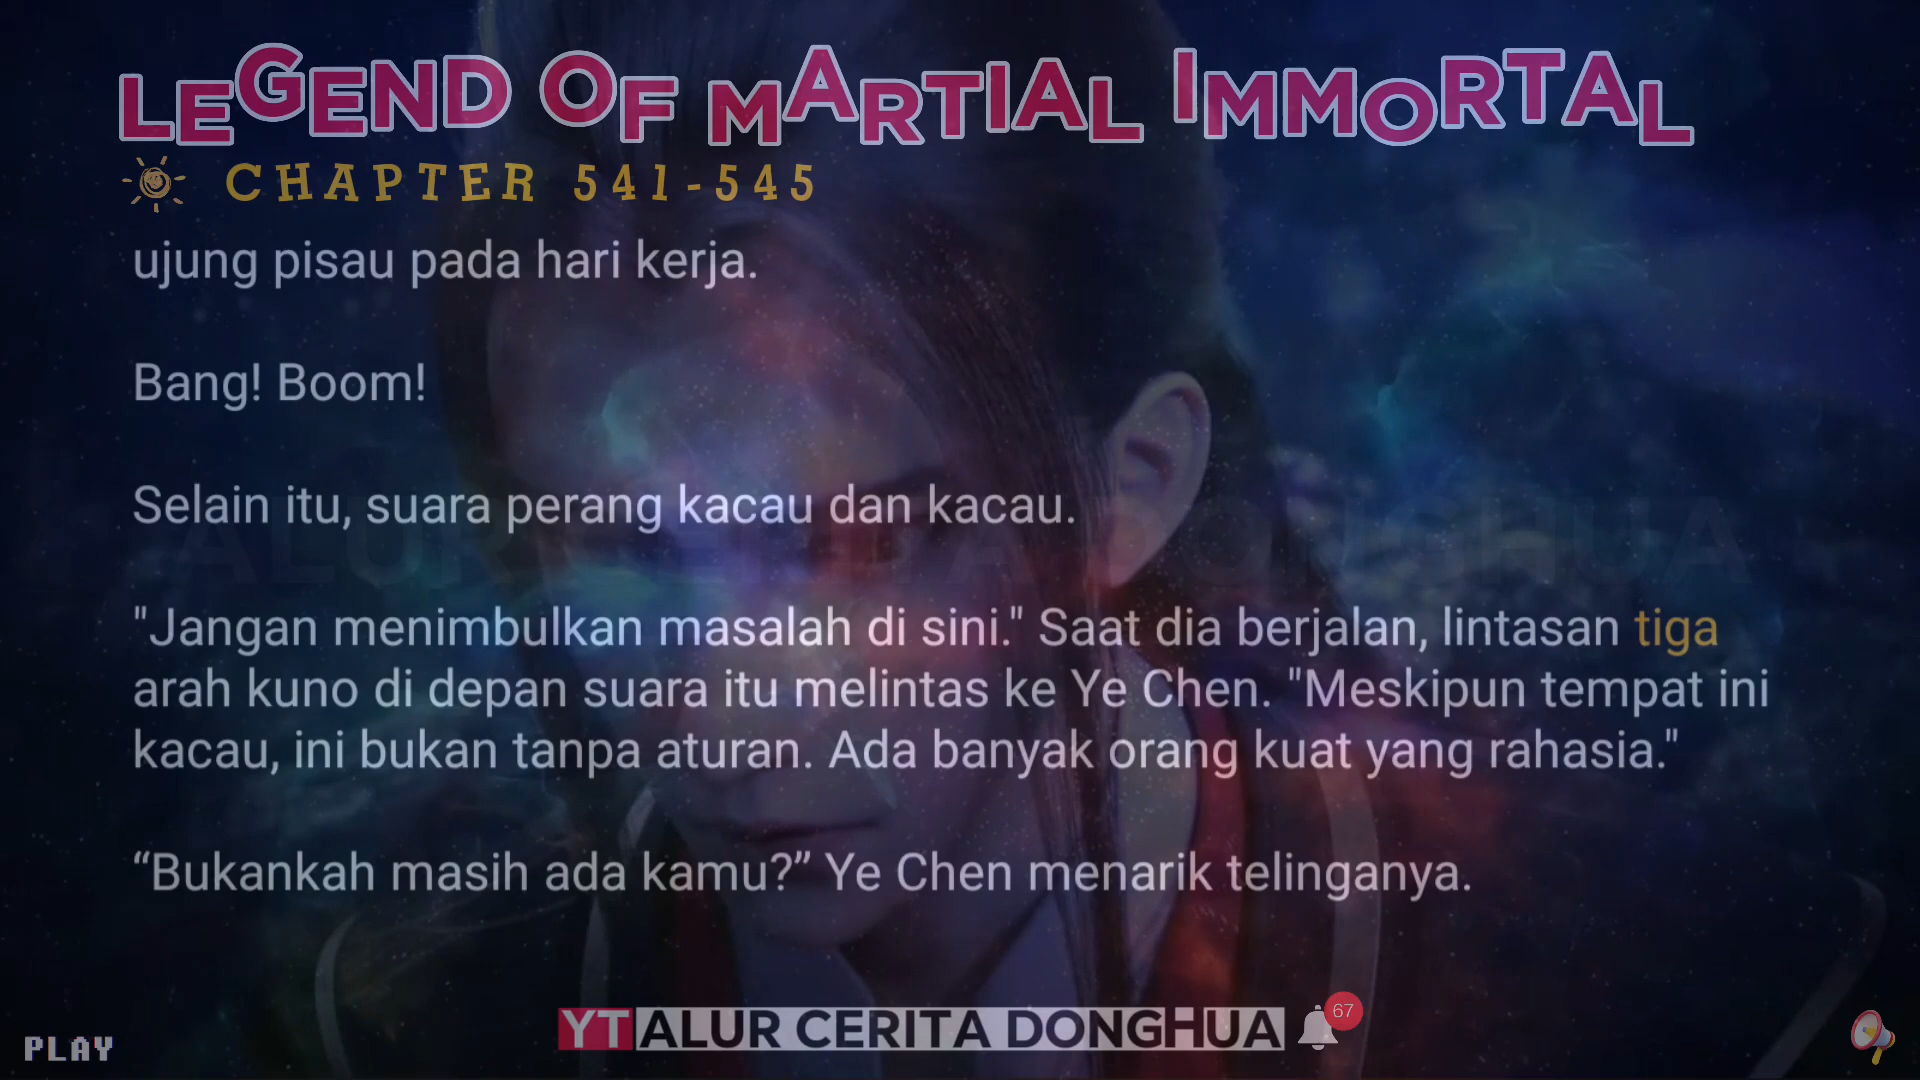 LEGEND OF MARTIAL IMMORTAL
CHAPTER 541-545
ujung pisau pada hari kerja.
Bang! Boom!
Selain itu, suara perang kacau dan kacau.
ALUR CERITA DONGHUA
"Jangan menimbulkan masalah di sini." Saat dia berjalan, lintasan tiga
arah kuno di depan suara itu melintas ke Ye Chen. "Meskipun tempat ini
kacau, ini bukan tanpa aturan. Ada banyak orang kuat yang rahasia."
“Bukankah masih ada kamu?” Ye Chen menarik telinganya.
YT ALUR CERITA DONGHUA 67
PLAY